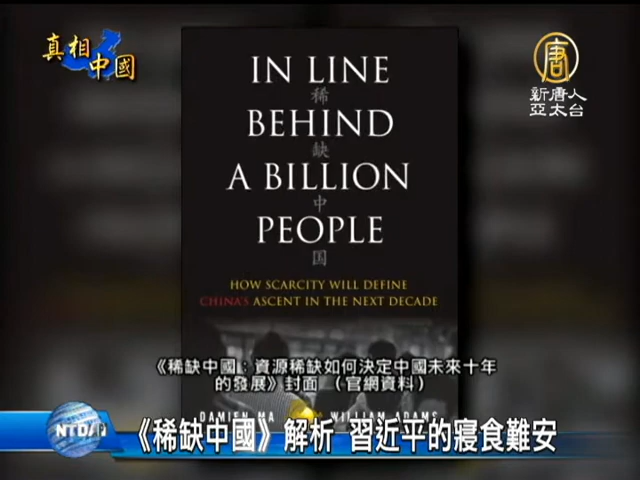 真相中國
唐
新唐人
亞太台
IN LINE
稀
BEHIND
缺
A BILLION
中
PEOPLE
国
HOW SCARCITY WILL DEFINE
CHINA'S ASCENT IN THE NEXT DECADE
《稀缺中國：資源稀缺如何決定中國未來十年
的發展》封面 （官網資料）
DAMIEN MA WILLIAM ADAMS
NTDAP
《稀缺中國》解析 習近平的寢食難安